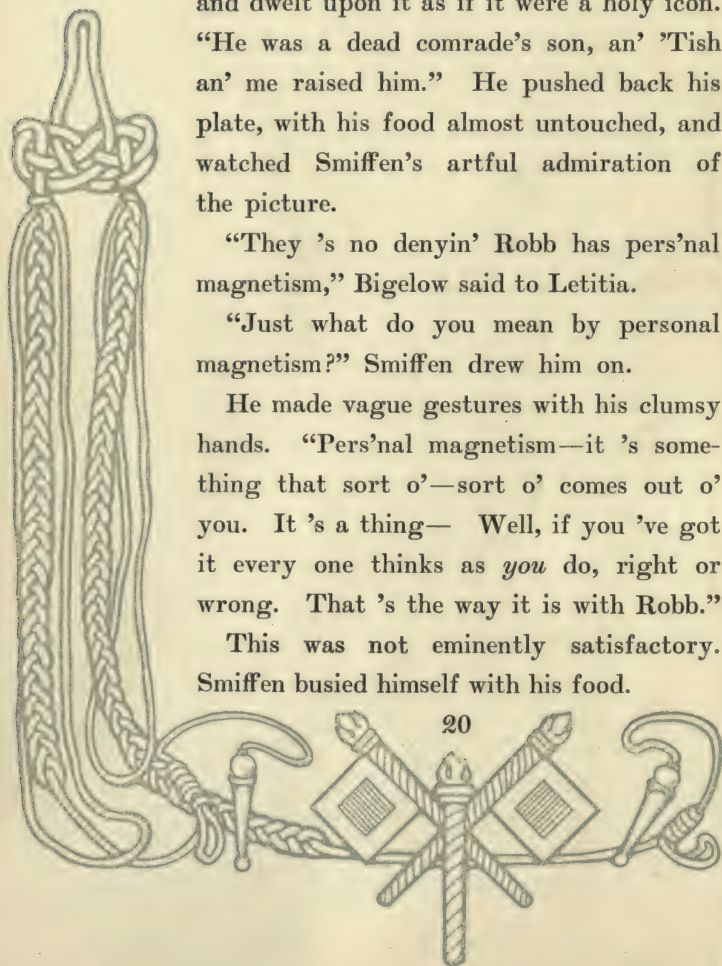 and dwelt upon it as if it were a holy icon.
“He was a dead comrade’s son, an’ ’Tish
an’ me raised him.” He pushed back his
plate, with his food almost untouched, and
watched Smiffen’s artful admiration of
the picture.
“They ’s no denyin’ Robb has pers’nal
magnetism,” Bigelow said to Letitia.
“Just what do you mean by personal
magnetism?” Smiffen drew him on.
He made vague gestures with his clumsy
hands. “Pers’nal magnetism—it ’s some-
thing that sort o’—sort o’ comes out o’
you. It ’s a thing— Well, if you ’ve got
it every one thinks as you do, right or
wrong. That ’s the way it is with Robb.”
This was not eminently satisfactory.
Smiffen busied himself with his food.
20